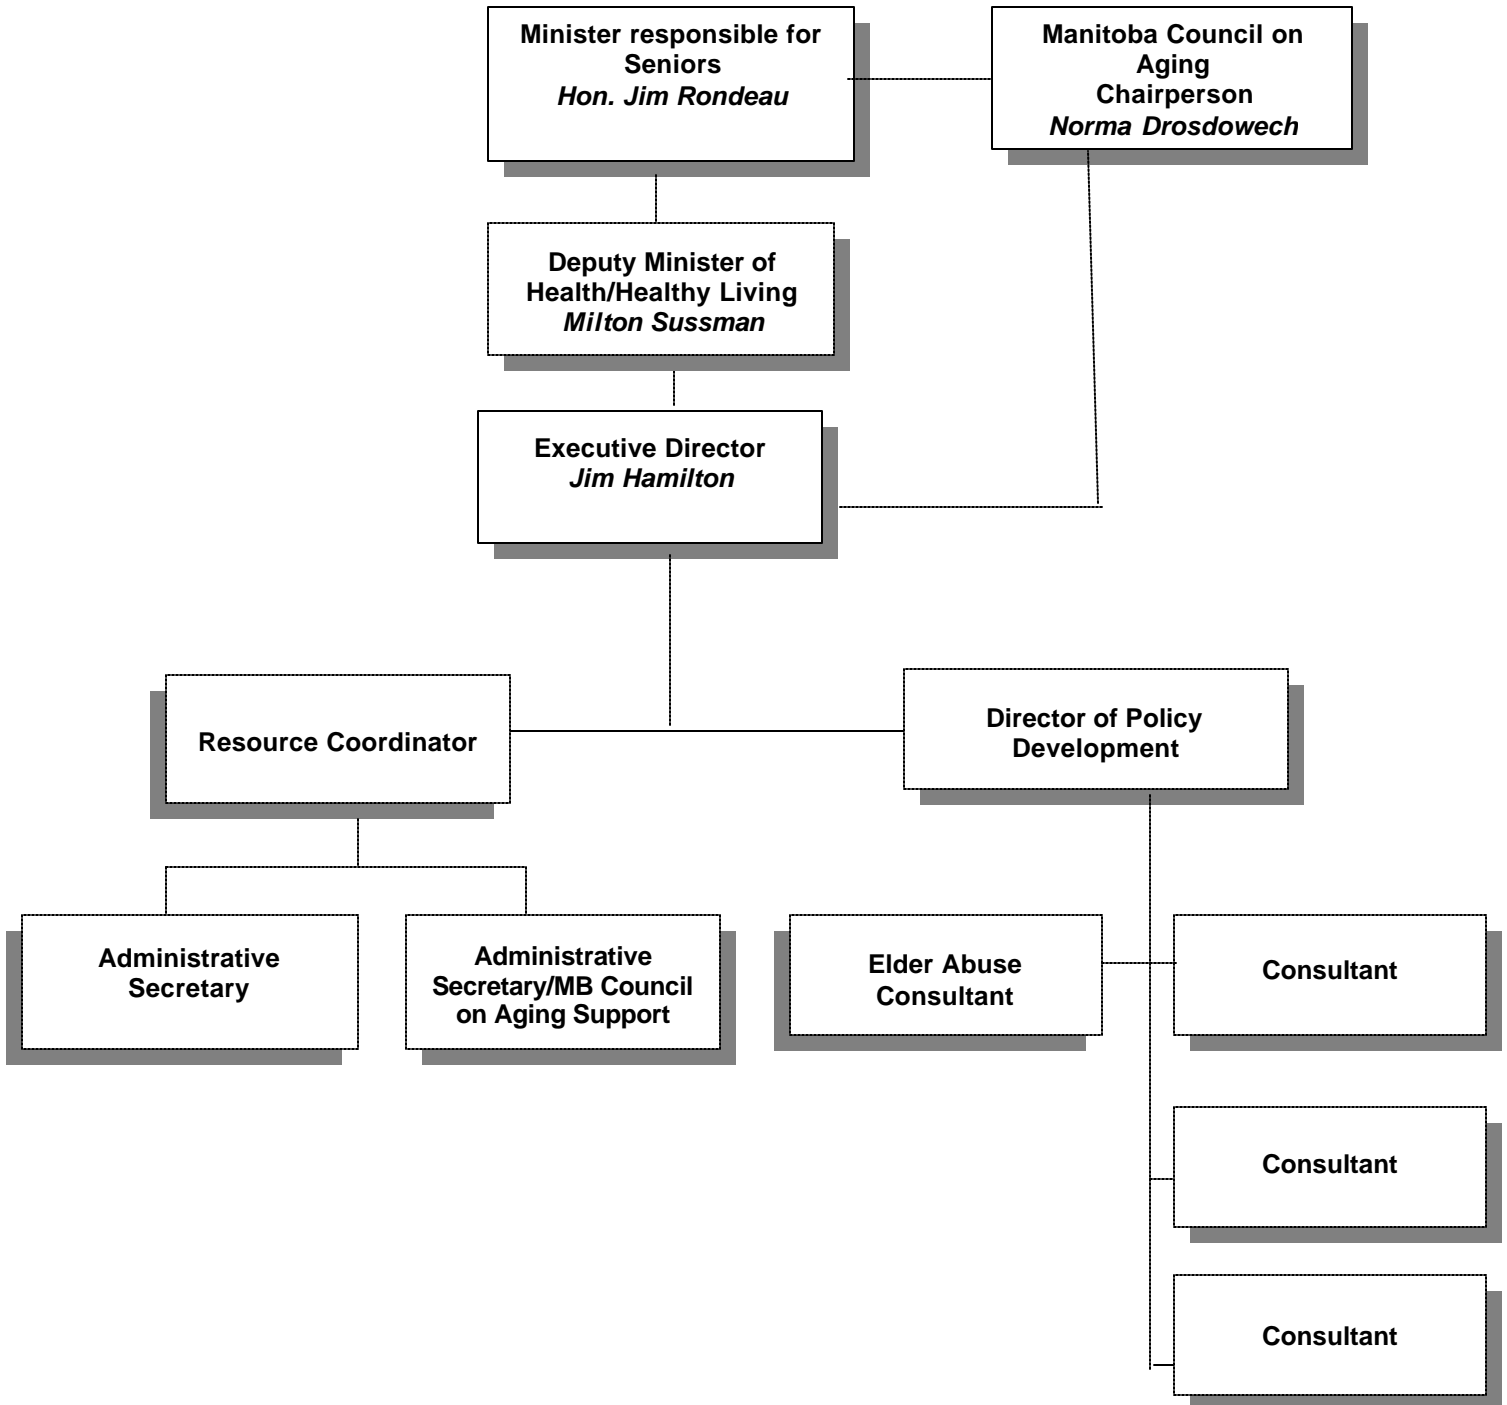 Minister responsible for
Seniors
Hon. Jim Rondeau
Manitoba Council on
Aging
Chairperson
Norma Drosdowech
Deputy Minister of
Health/Healthy Living
Milton Sussman
Executive Director
Jim Hamilton
Resource Coordinator
Director of Policy
Development
Administrative
Secretary
Administrative
Secretary/MB Council
on Aging Support
Elder Abuse
Consultant
Consultant
Consultant
Consultant